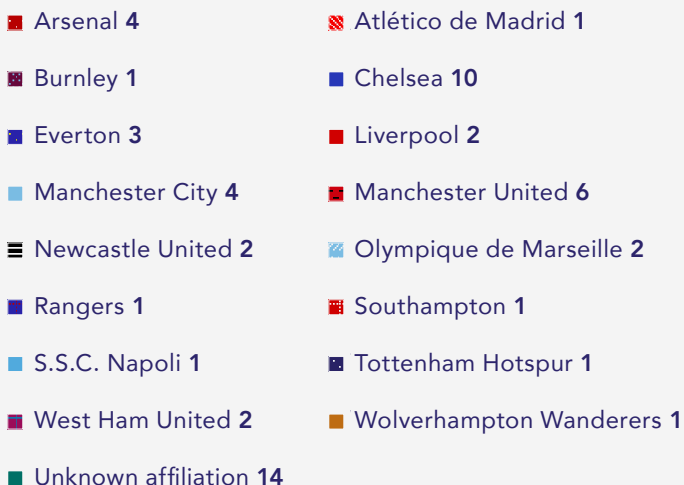 Arsenal 4
Atlético de Madrid 1
Burnley 1
Chelsea 10
Everton 3
Liverpool 2
Manchester City 4
Manchester United 6
Newcastle United 2
Olympique de Marseille 2
Rangers 1
Southampton 1
S.S.C. Napoli 1
Tottenham Hotspur 1
West Ham United 2
Wolverhampton Wanderers 1
Unknown affiliation 14